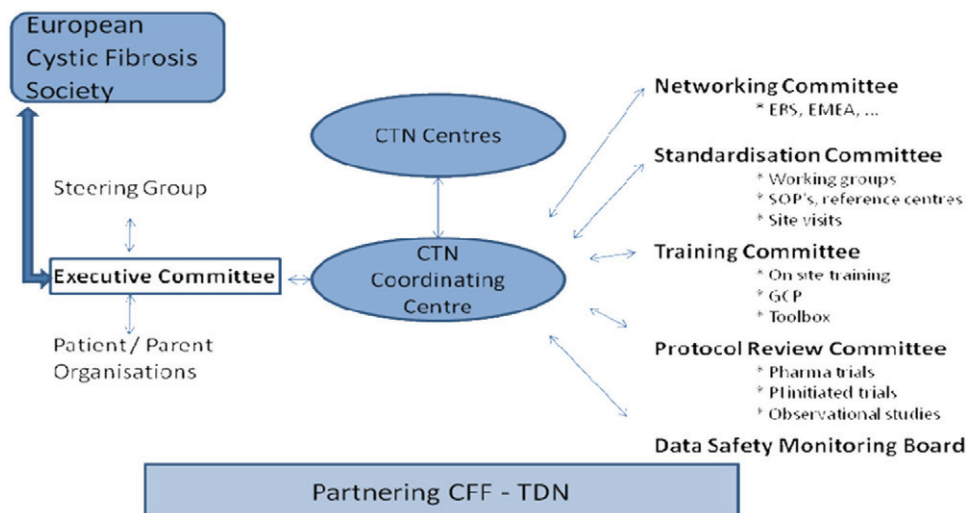 European
Cystic Fibrosis
Society
CTN Centres
Steering Group
Executive Committee
CTN
Coordinating
Centre
Patient / Parent
Organisations
Networking Committee
* ERS, EMEA, ...
Standardisation Committee
* Working groups
* SOP's, reference centres
* Site visits
Training Committee
* On site training
* GCP
* Toolbox
Protocol Review Committee
* Pharma trials
* PI initiated trials
* Observational studies
Data Safety Monitoring Board
Partnering CFF - TDN